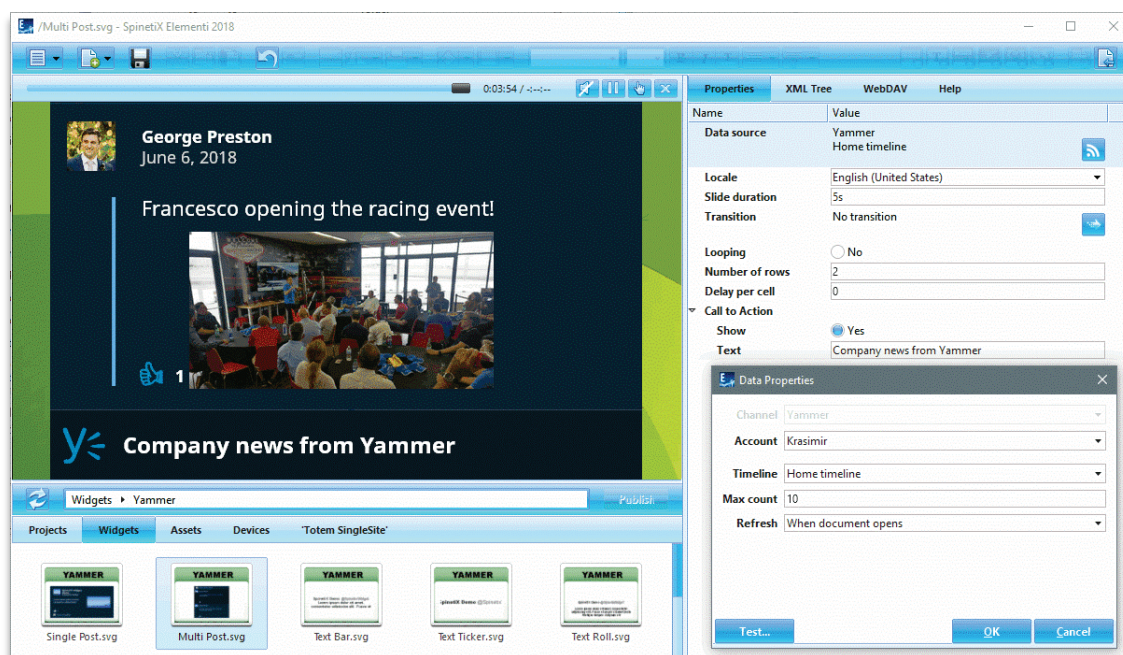 /Multi Post.svg - SpinetiX Elementi 2018
0:03:54 / -:--:--
George Preston
June 6, 2018
Francesco opening the racing event!
1
Company news from Yammer
Widgets Yammer
Publish
Projects Widgets Assets Devices 'Totem SingleSite'
YAMMER YAMMER YAMMER YAMMER YAMMER
Single Post.svg Multi Post.svg Text Bar.svg Text Ticker.svg Text Roll.svg
Properties XML Tree WebDAV Help
Name Value
Data source Yammer
Home timeline
Locale English (United States)
Slide duration 5s
Transition No transition
Looping No
Number of rows 2
Delay per cell 0
Call to Action
Show Yes
Text Company news from Yammer
Data Properties
Channel Yammer
Account Krasimir
Timeline Home timeline
Max count 10
Refresh When document opens
Test... OK Cancel